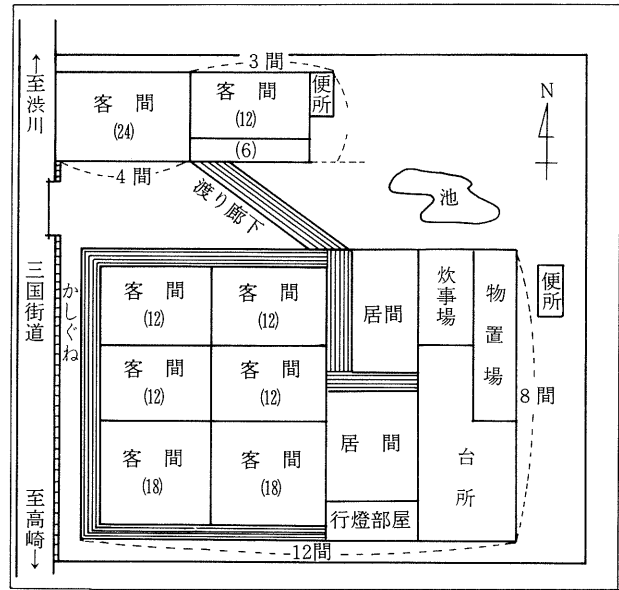 ←至渋川
三国街道
至高崎→
かしぐね
3間
客間
(24)
客間
(12)
(6)
便所
4間
渡り廊下
N
池
客間
(12)
客間
(12)
客間
(12)
客間
(12)
客間
(18)
客間
(18)
居間
炊事場
物置場
便所
居間
台所
行燈部屋
8間
12間